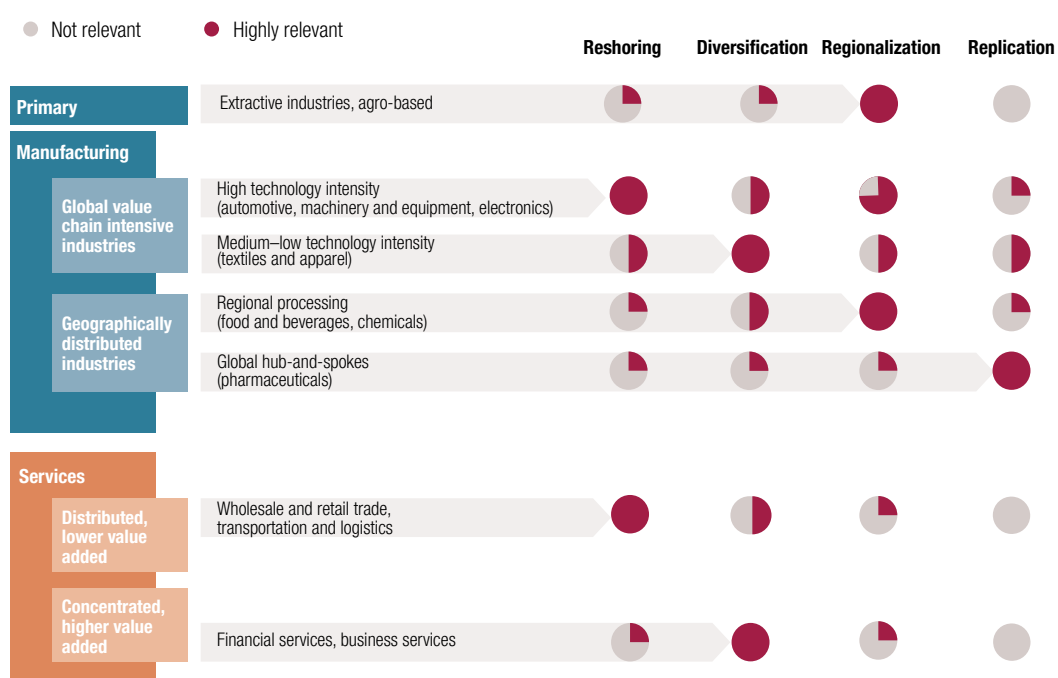 Not relevant
Highly relevant
Reshoring
Diversification
Regionalization
Replication
Primary
Extractive industries, agro-based
Manufacturing
Global value
chain intensive
industries
High technology intensity
(automotive, machinery and equipment, electronics)
Medium–low technology intensity
(textiles and apparel)
Geographically
distributed
industries
Regional processing
(food and beverages, chemicals)
Global hub-and-spokes
(pharmaceuticals)
Services
Distributed,
lower value
added
Wholesale and retail trade,
transportation and logistics
Concentrated,
higher value
added
Financial services, business services